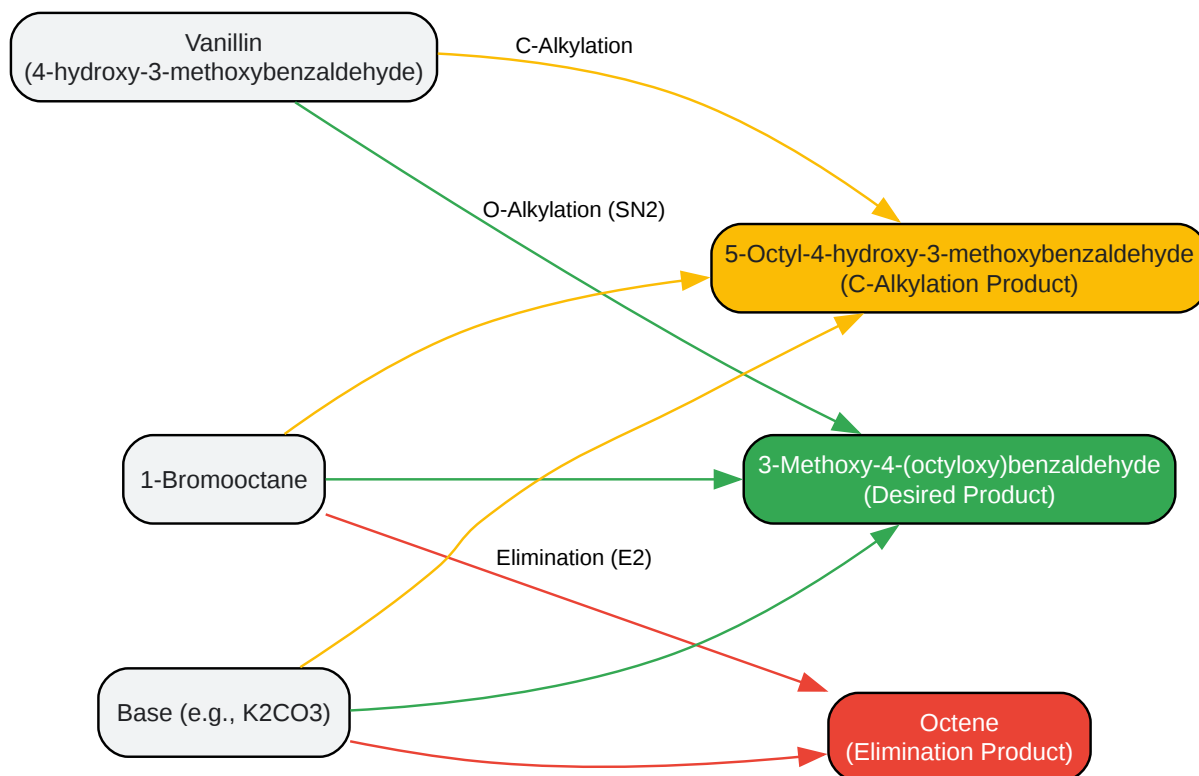 Vanillin
(4-hydroxy-3-methoxybenzaldehyde)
C-Alkylation
O-Alkylation (SN2)
5-Octyl-4-hydroxy-3-methoxybenzaldehyde
(C-Alkylation Product)
1-Bromooctane
3-Methoxy-4-(octyloxy)benzaldehyde
(Desired Product)
Elimination (E2)
Base (e.g., K2CO3)
Octene
(Elimination Product)